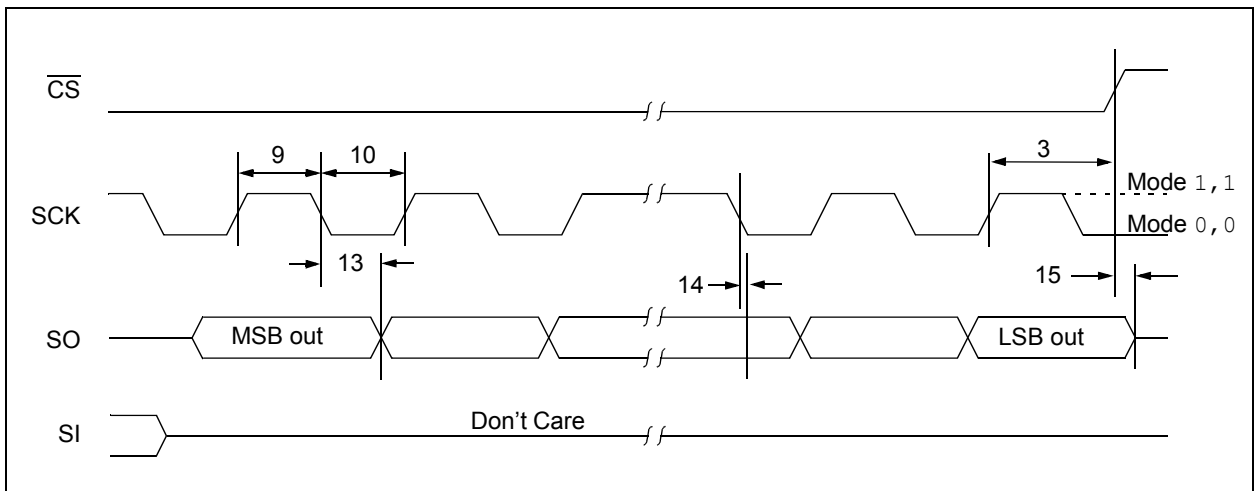 CS
9 10 3
Mode 1,1
SCK
Mode 0,0
13
14
15
SO MSB out LSB out
Don't Care
SI